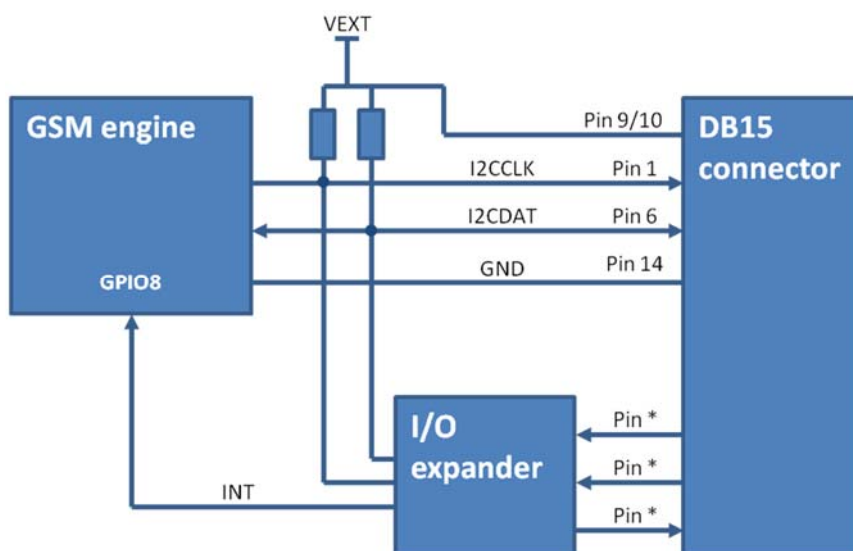 VEXT
GSM engine
Pin 9/10
DB15
connector
I2CCLK
Pin 1
I2CDAT
Pin 6
GND
Pin 14
GPIO8
I/O
expander
Pin *
Pin *
Pin *
INT